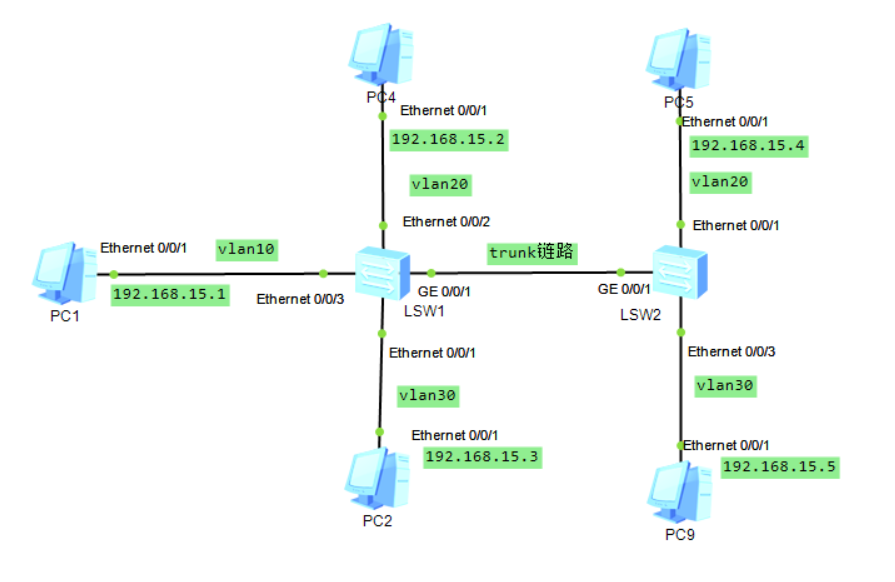 PC4
Ethernet 0/0/1
192.168.15.2
vlan20
Ethernet 0/0/2
PC5
Ethernet 0/0/1
192.168.15.4
vlan20
Ethernet 0/0/1
Ethernet 0/0/1
vlan10
192.168.15.1
PC1
Ethernet 0/0/3
trunk链路
GE 0/0/1
LSW1
GE 0/0/1
LSW2
Ethernet 0/0/1
vlan30
Ethernet 0/0/1
192.168.15.3
PC2
Ethernet 0/0/3
vlan30
Ethernet 0/0/1
192.168.15.5
PC9